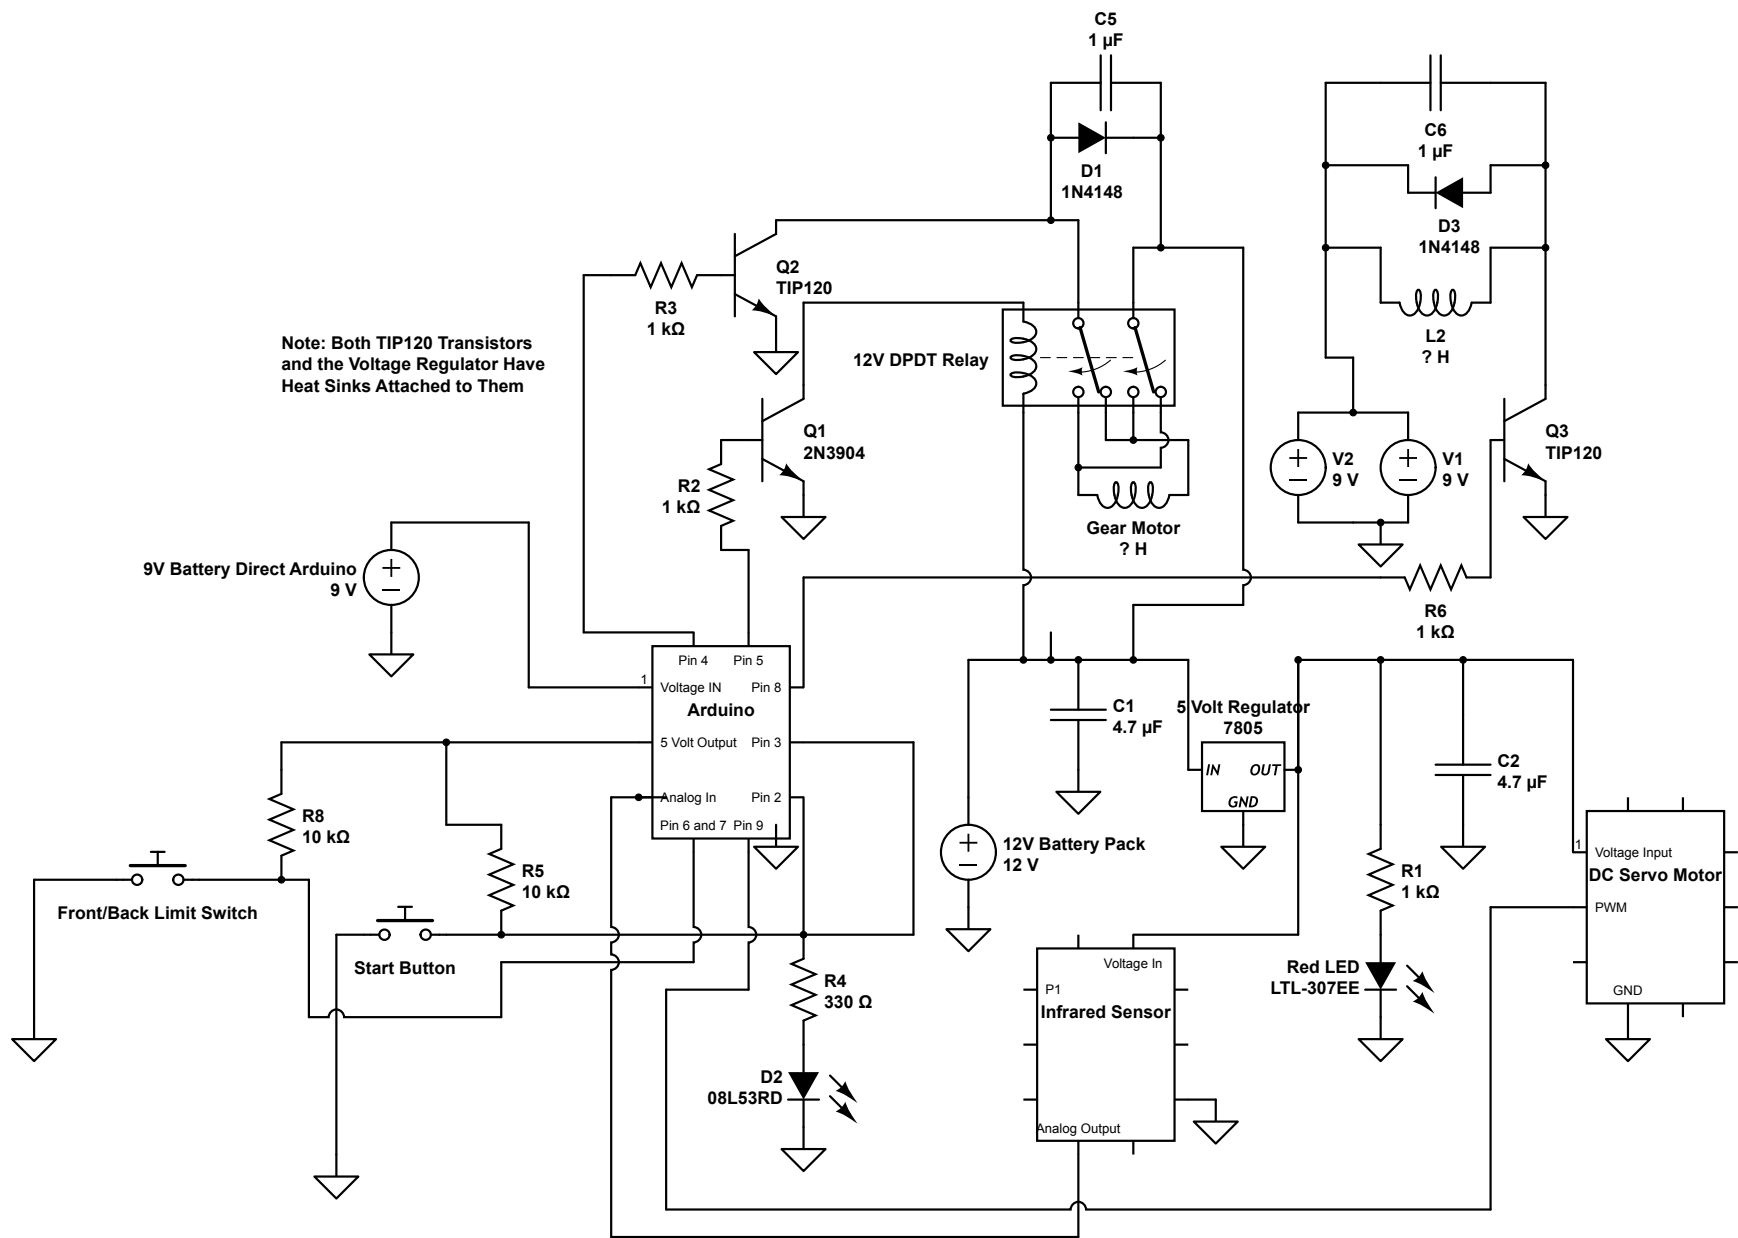 C5
1 µF
C6
1 µF
D1
1N4148
D3
1N4148
Q2
TIP120
R3
1 kΩ
L2
? H
Note: Both TIP120 Transistors
and the Voltage Regulator Have
Heat Sinks Attached to Them
12V DPDT Relay
Q1
2N3904
Q3
TIP120
V2
9 V
V1
9 V
R2
1 kΩ
Gear Motor
? H
9V Battery Direct Arduino
9 V
R6
1 kΩ
Pin 4
Pin 5
1
Voltage IN
Pin 8
Arduino
5 Volt Output
Pin 3
Analog In
Pin 2
Pin 6 and 7
Pin 9
C1
4.7 µF
5 Volt Regulator
7805
IN
OUT
GND
C2
4.7 µF
R8
10 kΩ
R5
10 kΩ
12V Battery Pack
12 V
R1
1 kΩ
1
Voltage Input
DC Servo Motor
PWM
GND
Front/Back Limit Switch
Start Button
R4
330 Ω
Voltage In
P1
Infrared Sensor
Analog Output
Red LED
LTL-307EE
D2
08L53RD